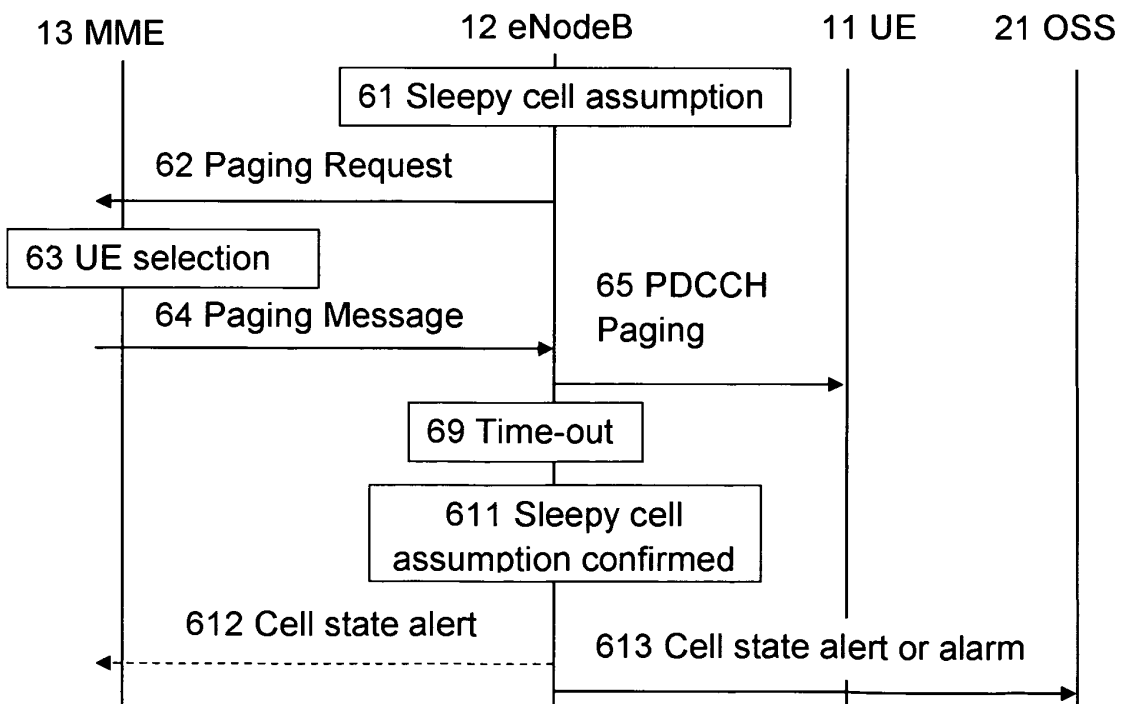 13 MME
12 eNodeB
11 UE
21 OSS
61 Sleepy cell assumption
62 Paging Request
63 UE selection
64 Paging Message
65 PDCCH
Paging
69 Time-out
611 Sleepy cell
assumption confirmed
612 Cell state alert
613 Cell state alert or alarm